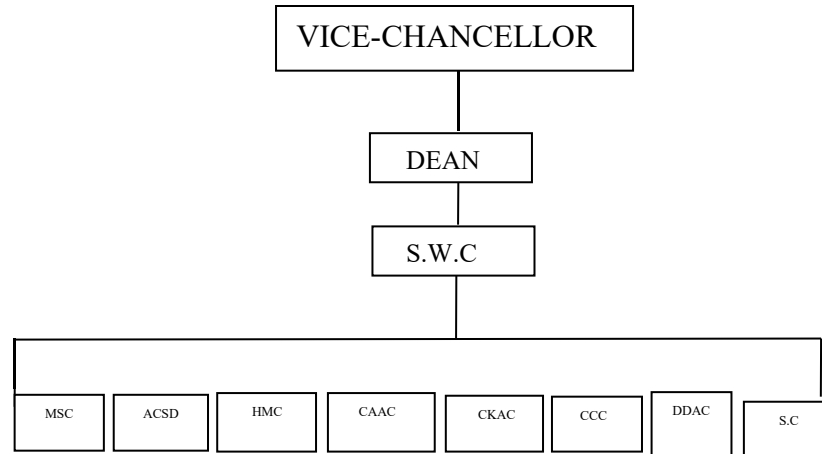 VICE-CHANCELLOR
DEAN
S.W.C
MSC
ACSD
HMC
CAAC
CKAC
CCC
DDAC
S.C